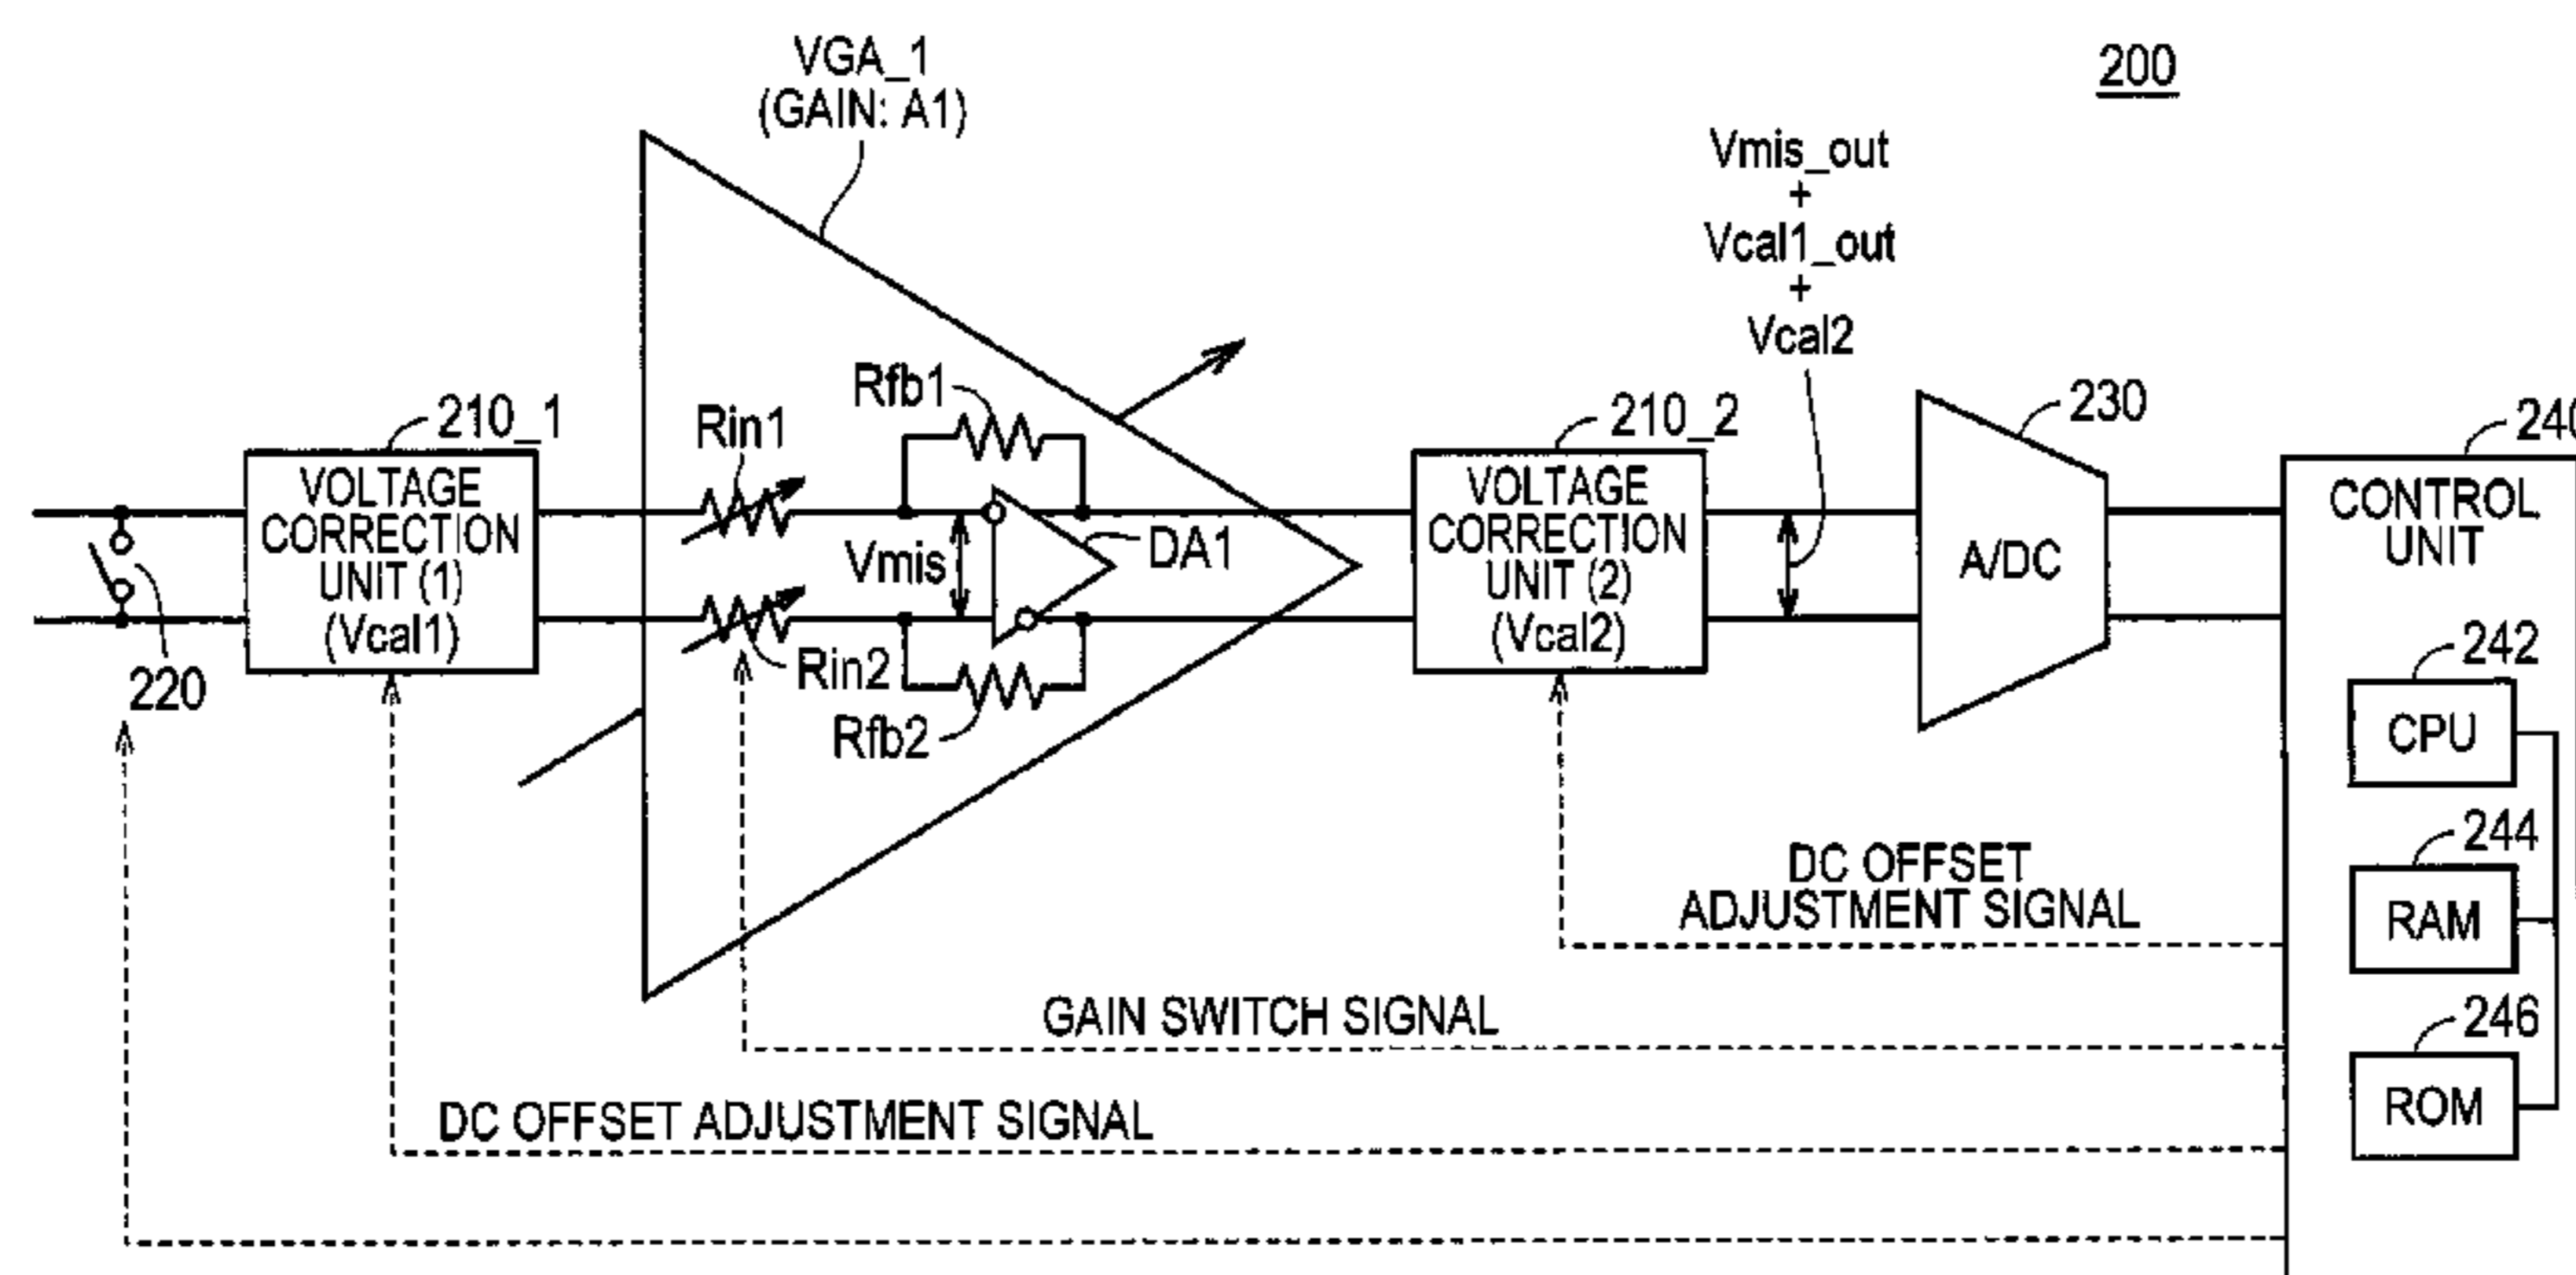 200
VGA_1
(GAIN: A1)
Vmis_out
+
Vcal1_out
+
Vcal2
210_1
Rin1
Rfb1
210_2
230
VOLTAGE
CORRECTION
UNIT (1)
(Vcal1)
Vmis
DA1
VOLTAGE
CORRECTION
UNIT (2)
(Vcal2)
A/DC
CONTROL
UNIT
220
Rin2
Rfb2
242
CPU
244
RAM
246
ROM
DC OFFSET
ADJUSTMENT SIGNAL
GAIN SWITCH SIGNAL
DC OFFSET ADJUSTMENT SIGNAL